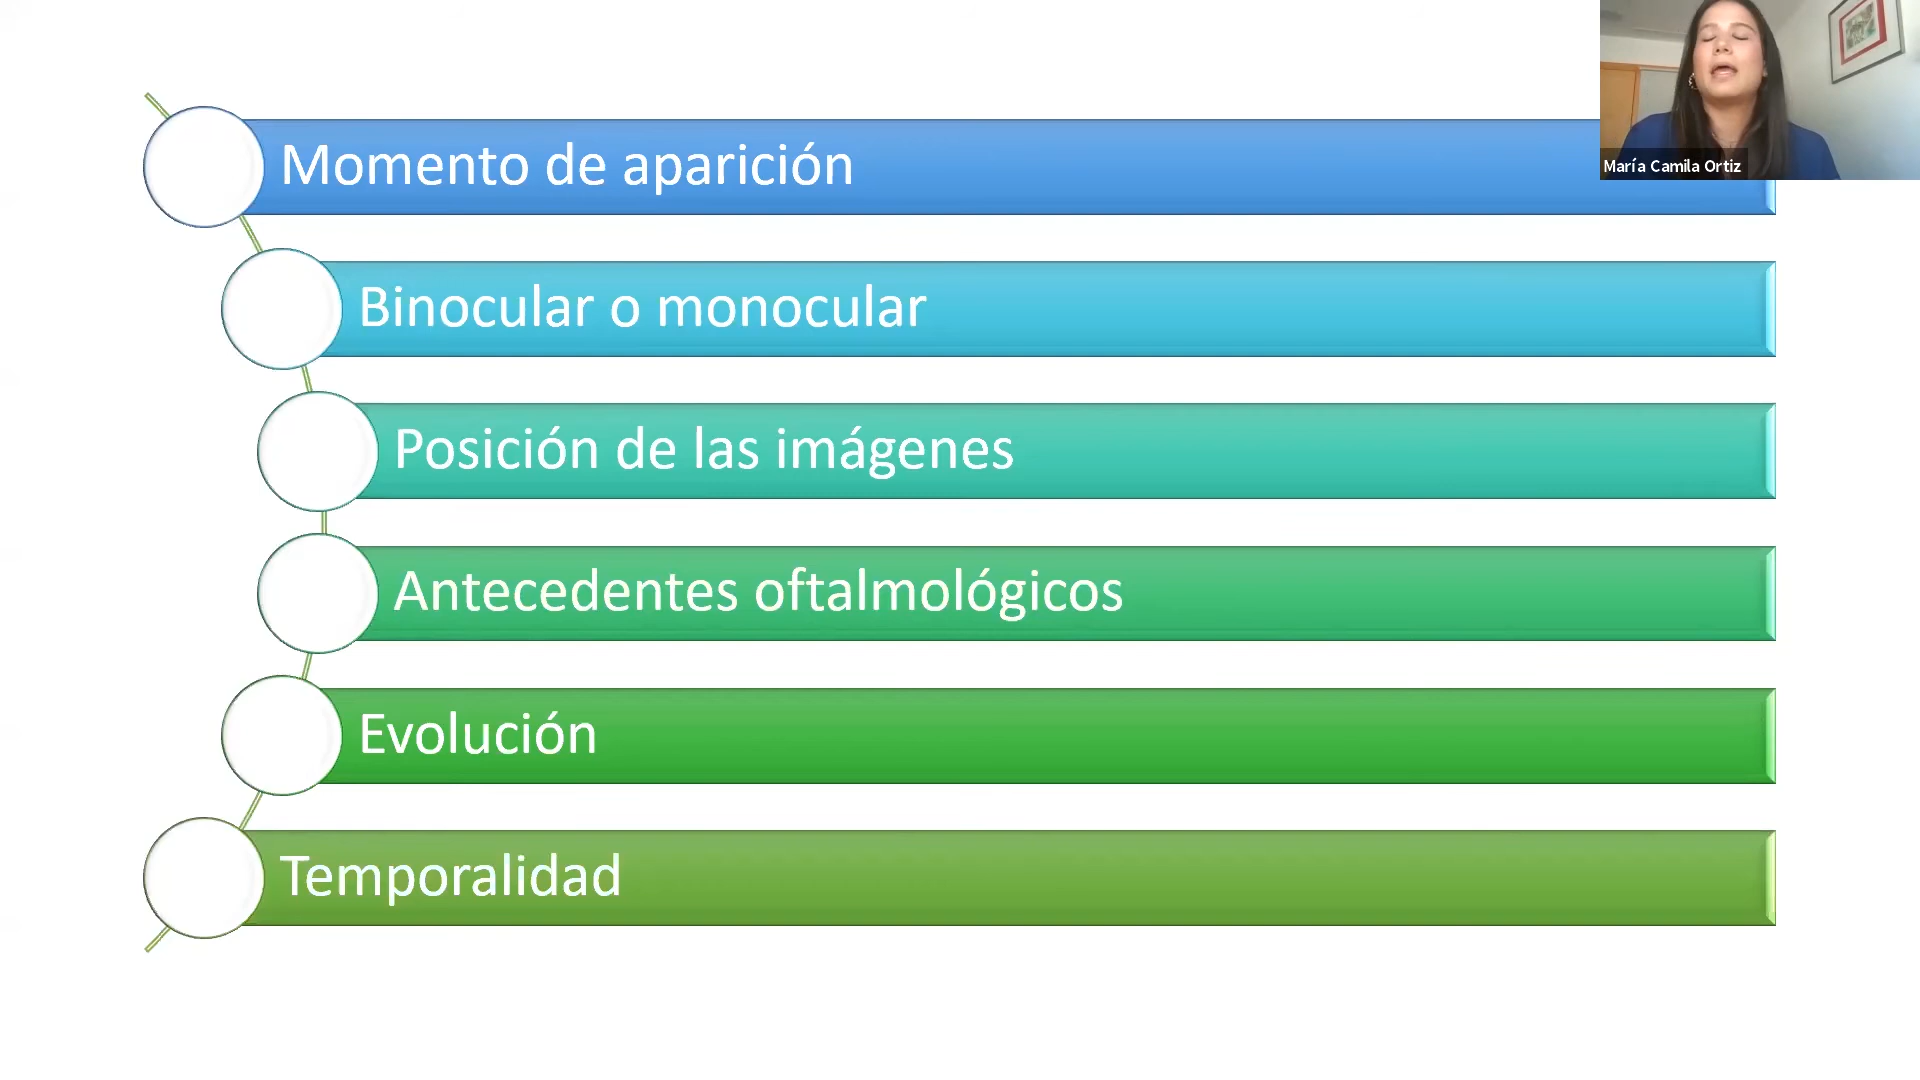 Momento de aparición
María Camila Ortiz
Binocular o monocular
Posición de las imágenes
Antecedentes oftalmológicos
Evolución
Temporalidad